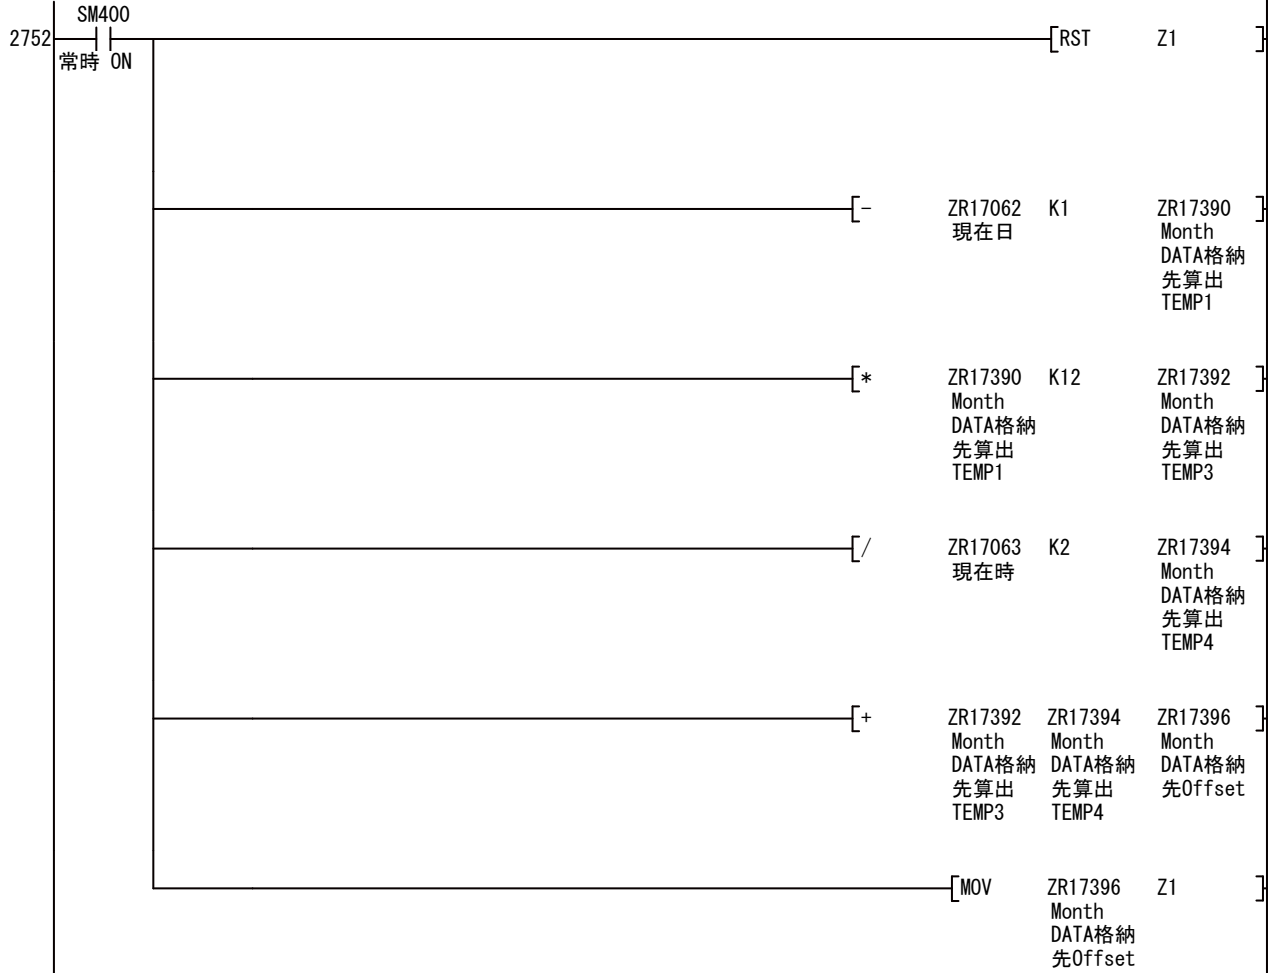 SM400
2752
常時 ON
[RST Z1 ]
[- ZR17062 K1 ZR17390 ]
現在日 Month
DATA格納
先算出
TEMP1
[* ZR17390 K12 ZR17392 ]
Month Month
DATA格納 DATA格納
先算出 先算出
TEMP1 TEMP3
[/ ZR17063 K2 ZR17394 ]
現在時 Month
DATA格納
先算出
TEMP4
[+ ZR17392 ZR17394 ZR17396 ]
Month Month Month
DATA格納 DATA格納 DATA格納
先算出 先算出 先Offset
TEMP3 TEMP4
[MOV ZR17396 Z1 ]
Month
DATA格納
先Offset